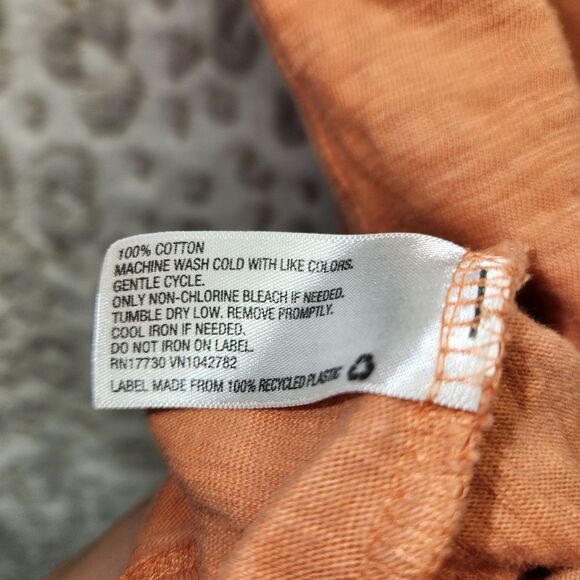 100% COTTON
MACHINE WASH COLD WITH LIKE COLORS.
GENTLE CYCLE.
ONLY NON-CHLORINE BLEACH IF NEEDED.
TUMBLE DRY LOW. REMOVE PROMPTLY.
COOL IRON IF NEEDED.
DO NOT IRON ON LABEL.
RN17730 VN1042782
LABEL MADE FROM 100% RECYCLED PLASTIC